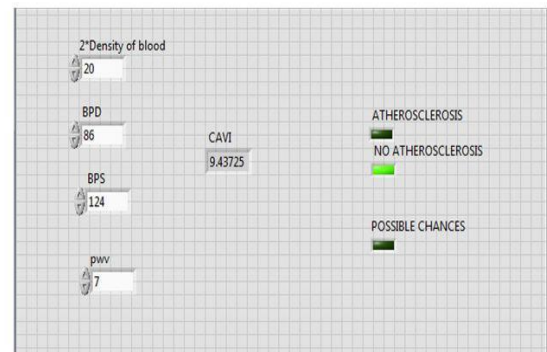 2*Density of blood
20
BPD
86
BPS
124
pwv
7
CAVI
9.43725
ATHEROSCLEROSIS
NO ATHEROSCLEROSIS
POSSIBLE CHANCES